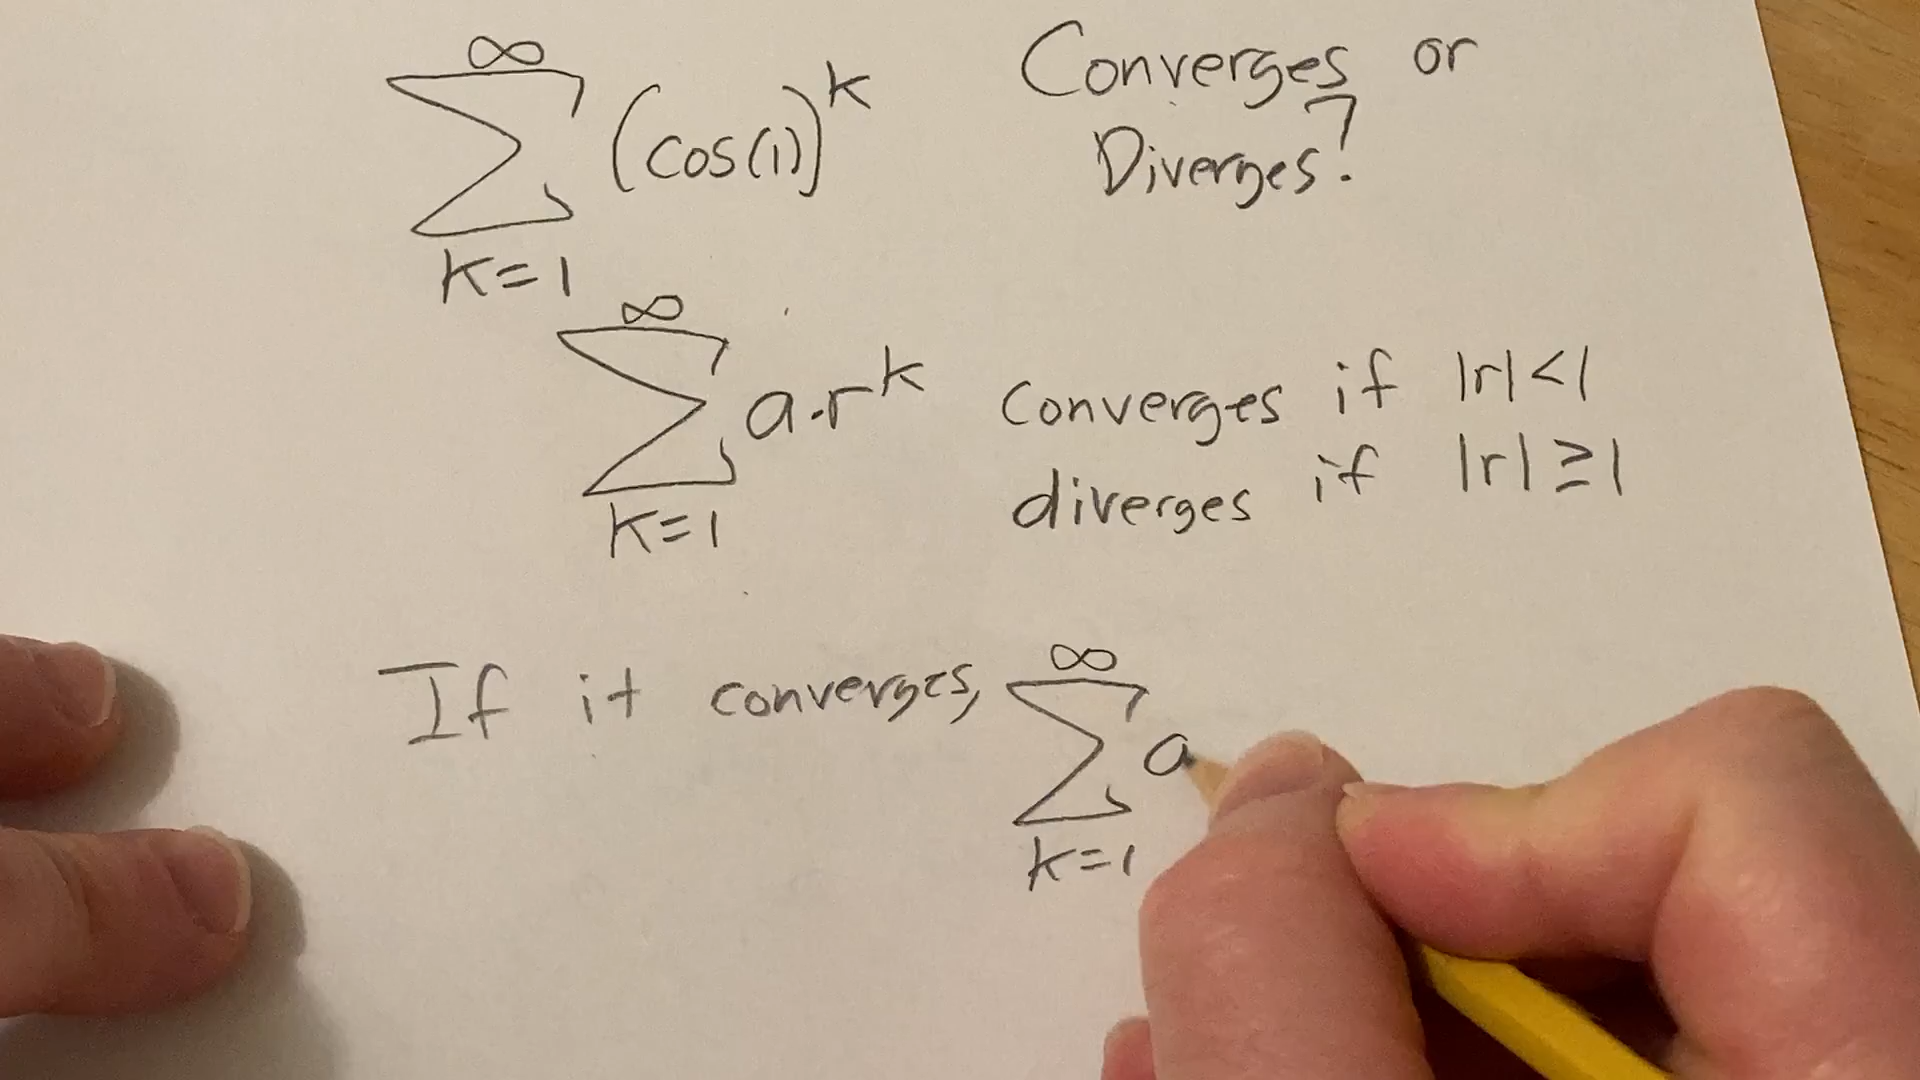 ∞
∑ (cos(1))^k Converges or
Diverges?
k=1
∞
∑ a·r^k converges if |r|<1
diverges if |r|≥1
k=1
∞
If it converges, ∑ a
k=1